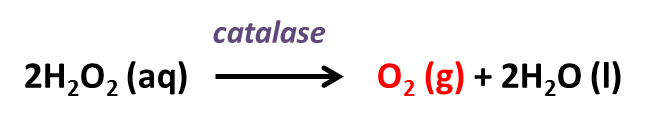 catalase
2H₂O₂ (aq) ⟶ O₂ (g) + 2H₂O (l)